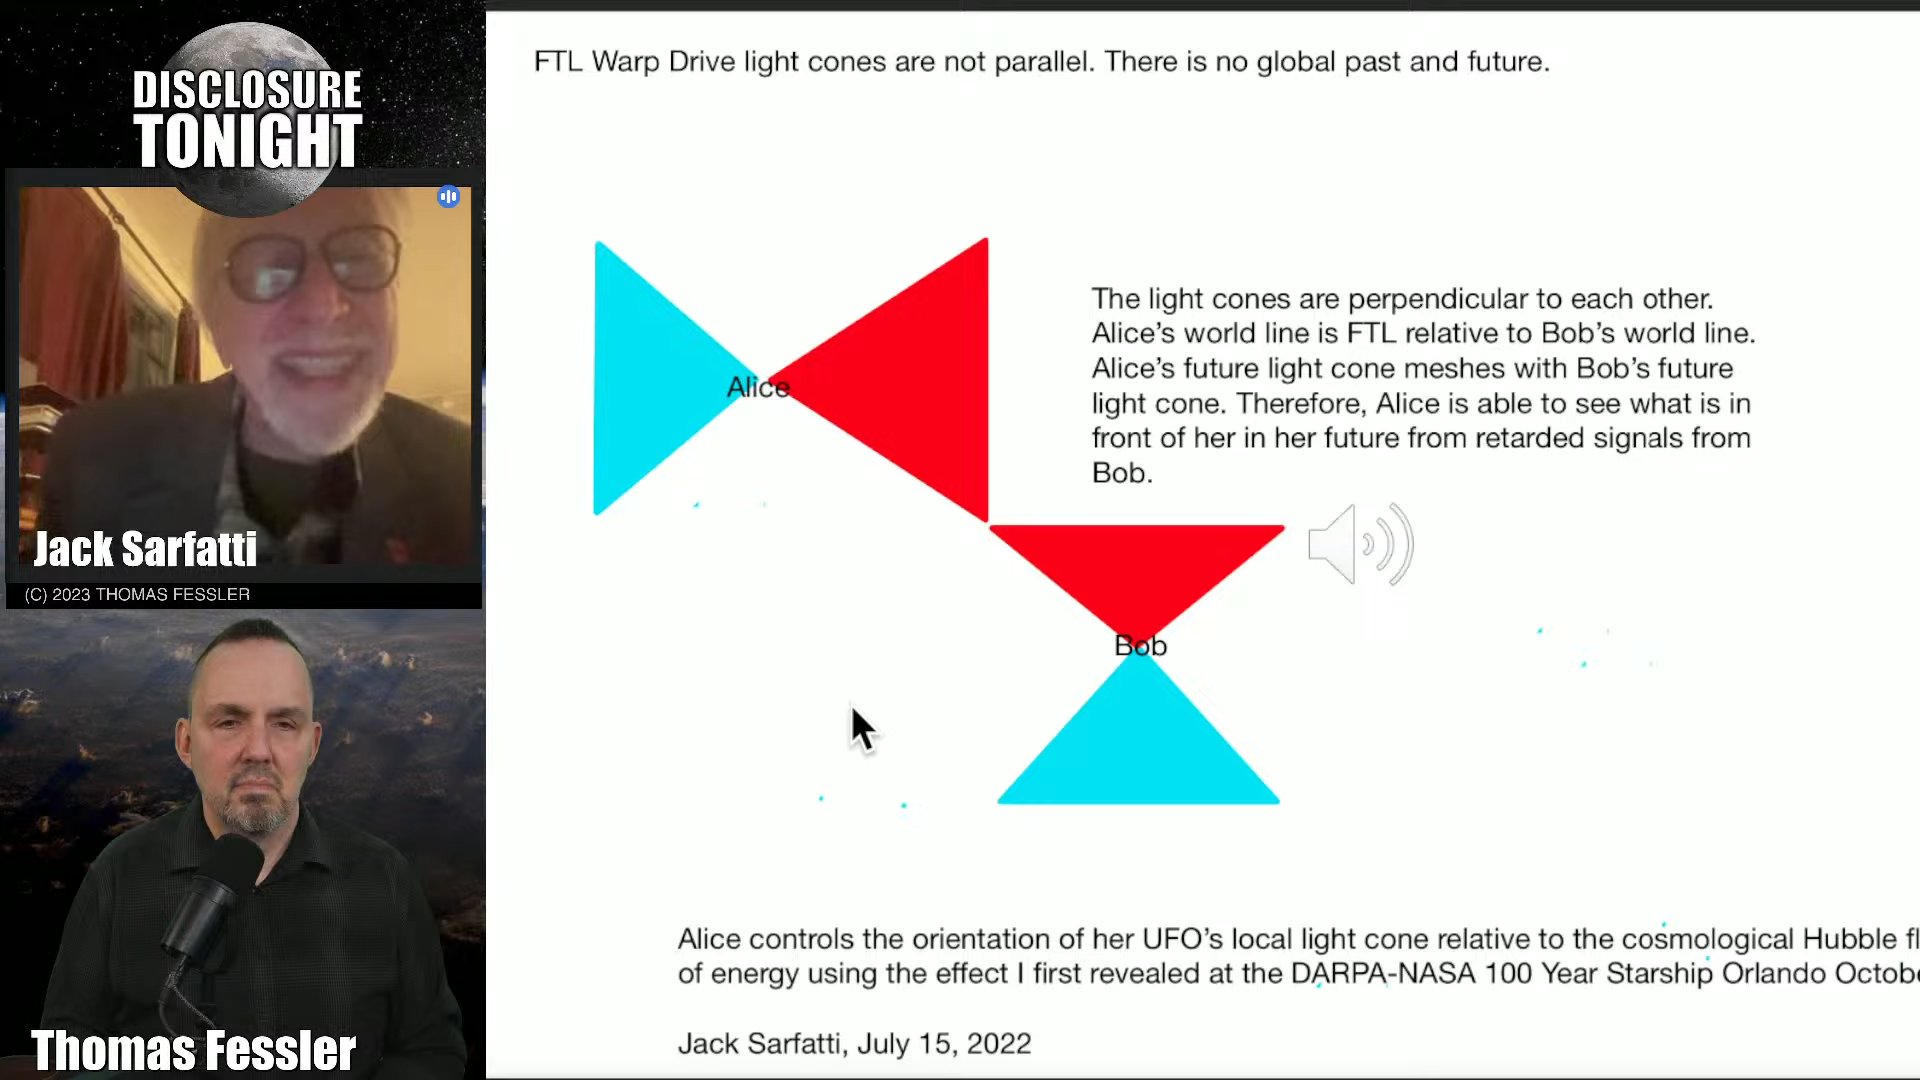 DISCLOSURE
TONIGHT
Jack Sarfatti
(C) 2023 THOMAS FESSLER
Thomas Fessler
FTL Warp Drive light cones are not parallel. There is no global past and future.
Alice
The light cones are perpendicular to each other.
Alice’s world line is FTL relative to Bob’s world line.
Alice’s future light cone meshes with Bob’s future
light cone. Therefore, Alice is able to see what is in
front of her in her future from retarded signals from
Bob.
Bob
Alice controls the orientation of her UFO’s local light cone relative to the cosmological Hubble
of energy using the effect I first revealed at the DARPA-NASA 100 Year Starship Orlando
Jack Sarfatti, July 15, 2022